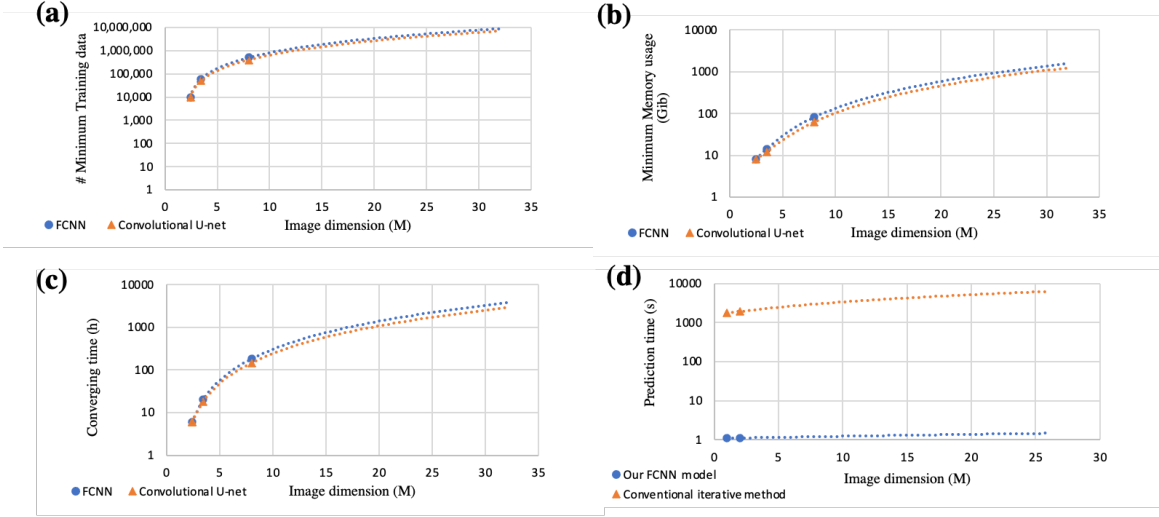 (a)
# Minimum Training data
10,000,000
1,000,000
100,000
10,000
1,000
100
10
1
0 5 10 15 20 25 30 35
FCNN Convolutional U-net Image dimension (M)
(b)
Minimum Memory usage
(Gib)
10000
1000
100
10
1
0 5 10 15 20 25 30 35
FCNN Convolutional U-net Image dimension (M)
(c)
Converging time (h)
10000
1000
100
10
1
0 5 10 15 20 25 30 35
FCNN Convolutional U-net Image dimension (M)
(d)
Prediction time (s)
10000
1000
100
10
1
0 5 10 15 20 25 30
Image dimension (M)
Our FCNN model
Conventional iterative method